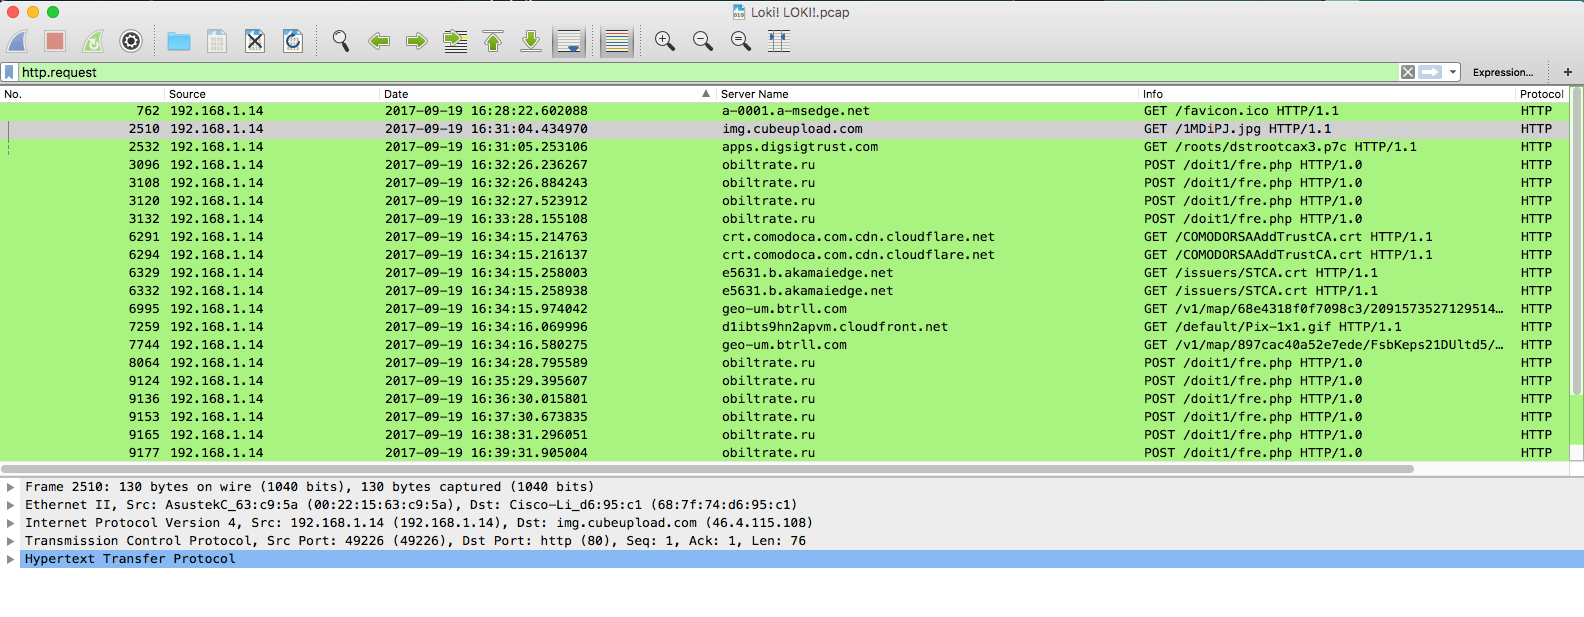 Loki! LOKI!.pcap
http.request Expression... +
No. Source Date Server Name Info Protocol
762 192.168.1.14 2017-09-19 16:28:22.602088 a-0001.a-msedge.net GET /favicon.ico HTTP/1.1 HTTP
2510 192.168.1.14 2017-09-19 16:31:04.434970 img.cubeupload.com GET /1MDiPJ.jpg HTTP/1.1 HTTP
2532 192.168.1.14 2017-09-19 16:31:05.253106 apps.digsigtrust.com GET /roots/dstrootcax3.p7c HTTP/1.1 HTTP
3096 192.168.1.14 2017-09-19 16:32:26.236267 obiltrate.ru POST /doit1/fre.php HTTP/1.0 HTTP
3108 192.168.1.14 2017-09-19 16:32:26.884243 obiltrate.ru POST /doit1/fre.php HTTP/1.0 HTTP
3120 192.168.1.14 2017-09-19 16:32:27.523912 obiltrate.ru POST /doit1/fre.php HTTP/1.0 HTTP
3132 192.168.1.14 2017-09-19 16:33:28.155108 obiltrate.ru POST /doit1/fre.php HTTP/1.0 HTTP
6291 192.168.1.14 2017-09-19 16:34:15.214763 crt.comodoca.com.cdn.cloudflare.net GET /COMODORSAAddTrustCA.crt HTTP/1.1 HTTP
6294 192.168.1.14 2017-09-19 16:34:15.216137 crt.comodoca.com.cdn.cloudflare.net GET /COMODORSAAddTrustCA.crt HTTP/1.1 HTTP
6329 192.168.1.14 2017-09-19 16:34:15.258003 e5631.b.akamaiedge.net GET /issuers/STCA.crt HTTP/1.1 HTTP
6332 192.168.1.14 2017-09-19 16:34:15.258938 e5631.b.akamaiedge.net GET /issuers/STCA.crt HTTP/1.1 HTTP
6995 192.168.1.14 2017-09-19 16:34:15.974042 geo-um.btrll.com GET /v1/map/68e4318f0f7098c3/2091573527129514… HTTP
7259 192.168.1.14 2017-09-19 16:34:16.069996 d1ibts9hn2apvm.cloudfront.net GET /default/Pix-1x1.gif HTTP/1.1 HTTP
7744 192.168.1.14 2017-09-19 16:34:16.580275 geo-um.btrll.com GET /v1/map/897cac40a52e7ede/FsbKeps21DUltd5/… HTTP
8064 192.168.1.14 2017-09-19 16:34:28.795589 obiltrate.ru POST /doit1/fre.php HTTP/1.0 HTTP
9124 192.168.1.14 2017-09-19 16:35:29.395607 obiltrate.ru POST /doit1/fre.php HTTP/1.0 HTTP
9136 192.168.1.14 2017-09-19 16:36:30.015801 obiltrate.ru POST /doit1/fre.php HTTP/1.0 HTTP
9153 192.168.1.14 2017-09-19 16:37:30.673835 obiltrate.ru POST /doit1/fre.php HTTP/1.0 HTTP
9165 192.168.1.14 2017-09-19 16:38:31.296051 obiltrate.ru POST /doit1/fre.php HTTP/1.0 HTTP
9177 192.168.1.14 2017-09-19 16:39:31.905004 obiltrate.ru POST /doit1/fre.php HTTP/1.0 HTTP
Frame 2510: 130 bytes on wire (1040 bits), 130 bytes captured (1040 bits)
Ethernet II, Src: AsustekC_63:c9:5a (00:22:15:63:c9:5a), Dst: Cisco-Li_d6:95:c1 (68:7f:74:d6:95:c1)
Internet Protocol Version 4, Src: 192.168.1.14 (192.168.1.14), Dst: img.cubeupload.com (46.4.115.108)
Transmission Control Protocol, Src Port: 49226 (49226), Dst Port: http (80), Seq: 1, Ack: 1, Len: 76
Hypertext Transfer Protocol